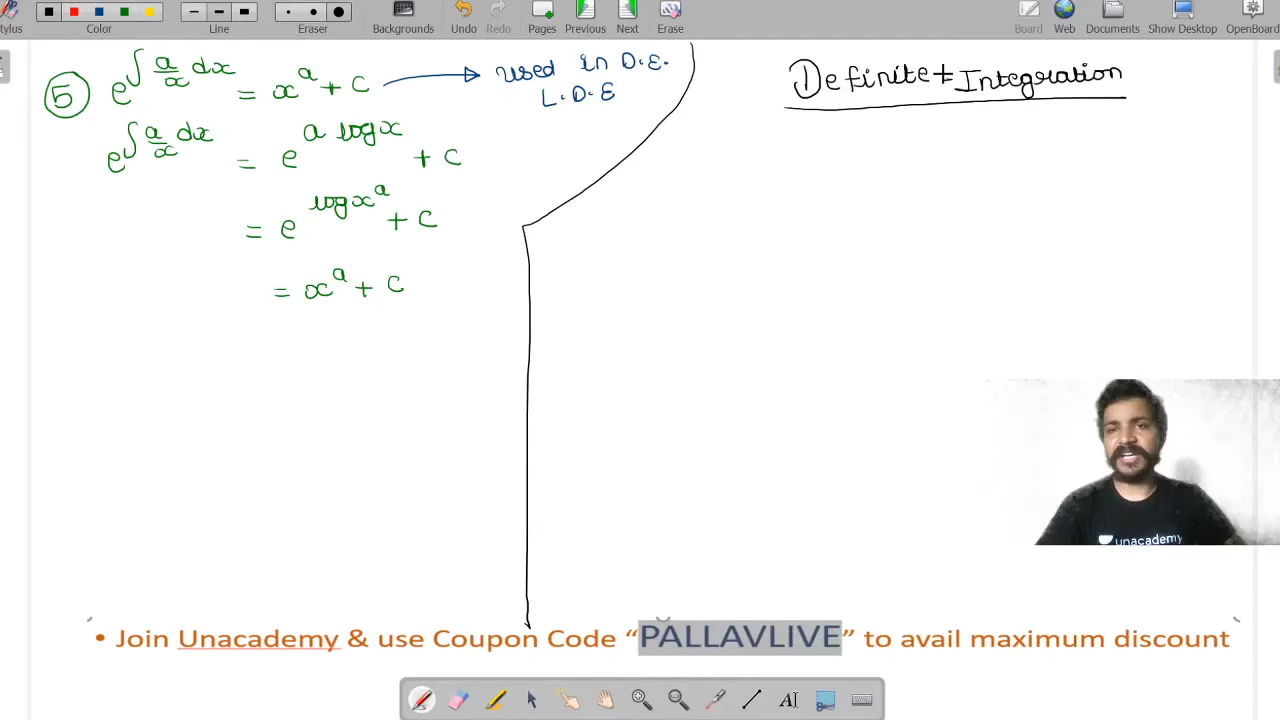 Stylus Color Line Eraser Backgrounds Undo Redo Pages Previous Next Erase Board Web Documents Show Desktop OpenBoard
⑤ e^{∫ a/x dx} = x^a + C → used in D.E.
L.D.E
e^{∫ a/x dx} = e^{a log x} + C
= e^{log x^a} + C
= x^a + C
Definite Integration
unacademy
• Join Unacademy & use Coupon Code “PALLAVLIVE” to avail maximum discount